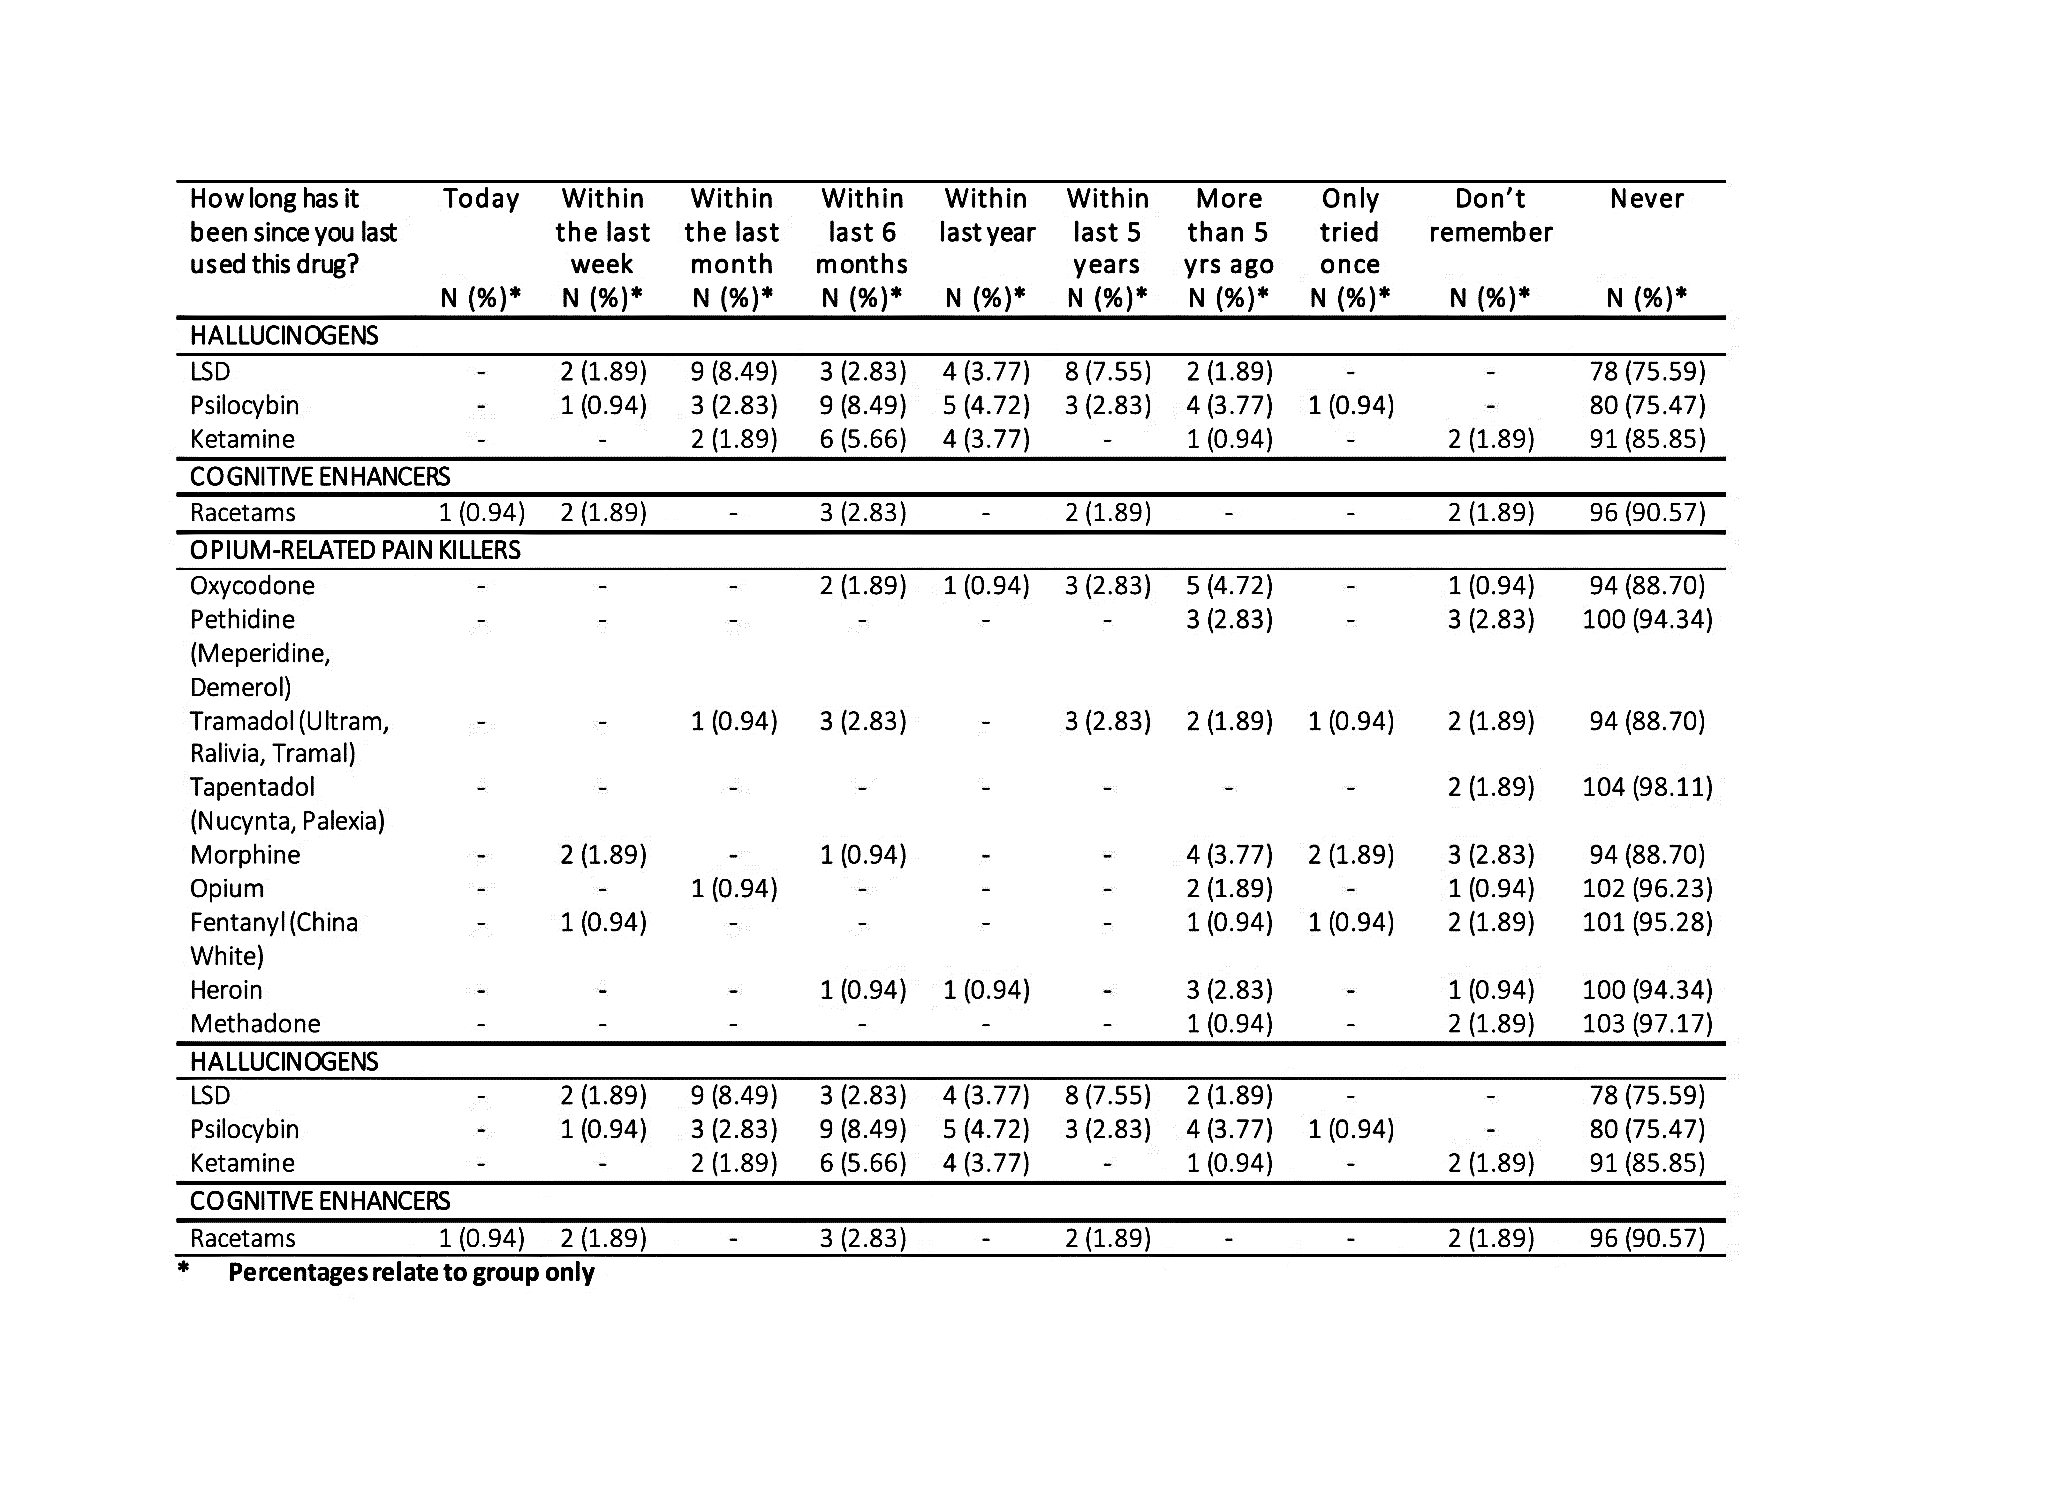 How long has it been since you last used this drug? Today N (%)* Within the last week N (%)* Within the last month N (%)* Within last 6 months N (%)* Within last year N (%)* Within last 5 years N (%)* More than 5 yrs ago N (%)* Only tried once N (%)* Don't remember N (%)* Never N (%)*
HALLUCINOGENS
LSD - 2 (1.89) 9 (8.49) 3 (2.83) 4 (3.77) 8 (7.55) 2 (1.89) - - 78 (75.59)
Psilocybin - 1 (0.94) 3 (2.83) 9 (8.49) 5 (4.72) 3 (2.83) 4 (3.77) 1 (0.94) - 80 (75.47)
Ketamine - - 2 (1.89) 6 (5.66) 4 (3.77) - 1 (0.94) - 2 (1.89) 91 (85.85)
COGNITIVE ENHANCERS
Racetams 1 (0.94) 2 (1.89) - 3 (2.83) - 2 (1.89) - - 2 (1.89) 96 (90.57)
OPIUM-RELATED PAIN KILLERS
Oxycodone - - - 2 (1.89) 1 (0.94) 3 (2.83) 5 (4.72) - 1 (0.94) 94 (88.70)
Pethidine - - - - - - 3 (2.83) - 3 (2.83) 100 (94.34)
(Meperidine,
Demerol)
Tramadol (Ultram, - - 1 (0.94) 3 (2.83) - 3 (2.83) 2 (1.89) 1 (0.94) 2 (1.89) 94 (88.70)
Ralivia, Tramal)
Tapentadol - - - - - - - - 2 (1.89) 104 (98.11)
(Nucynta, Palexia)
Morphine - 2 (1.89) - 1 (0.94) - - 4 (3.77) 2 (1.89) 3 (2.83) 94 (88.70)
Opium - - 1 (0.94) - - - 2 (1.89) - 1 (0.94) 102 (96.23)
Fentanyl (China - 1 (0.94) - - - - 1 (0.94) 1 (0.94) 2 (1.89) 101 (95.28)
White)
Heroin - - - 1 (0.94) 1 (0.94) - 3 (2.83) - 1 (0.94) 100 (94.34)
Methadone - - - - - - 1 (0.94) - 2 (1.89) 103 (97.17)
HALLUCINOGENS
LSD - 2 (1.89) 9 (8.49) 3 (2.83) 4 (3.77) 8 (7.55) 2 (1.89) - - 78 (75.59)
Psilocybin - 1 (0.94) 3 (2.83) 9 (8.49) 5 (4.72) 3 (2.83) 4 (3.77) 1 (0.94) - 80 (75.47)
Ketamine - - 2 (1.89) 6 (5.66) 4 (3.77) - 1 (0.94) - 2 (1.89) 91 (85.85)
COGNITIVE ENHANCERS
Racetams 1 (0.94) 2 (1.89) - 3 (2.83) - 2 (1.89) - - 2 (1.89) 96 (90.57)
* Percentages relate to group only